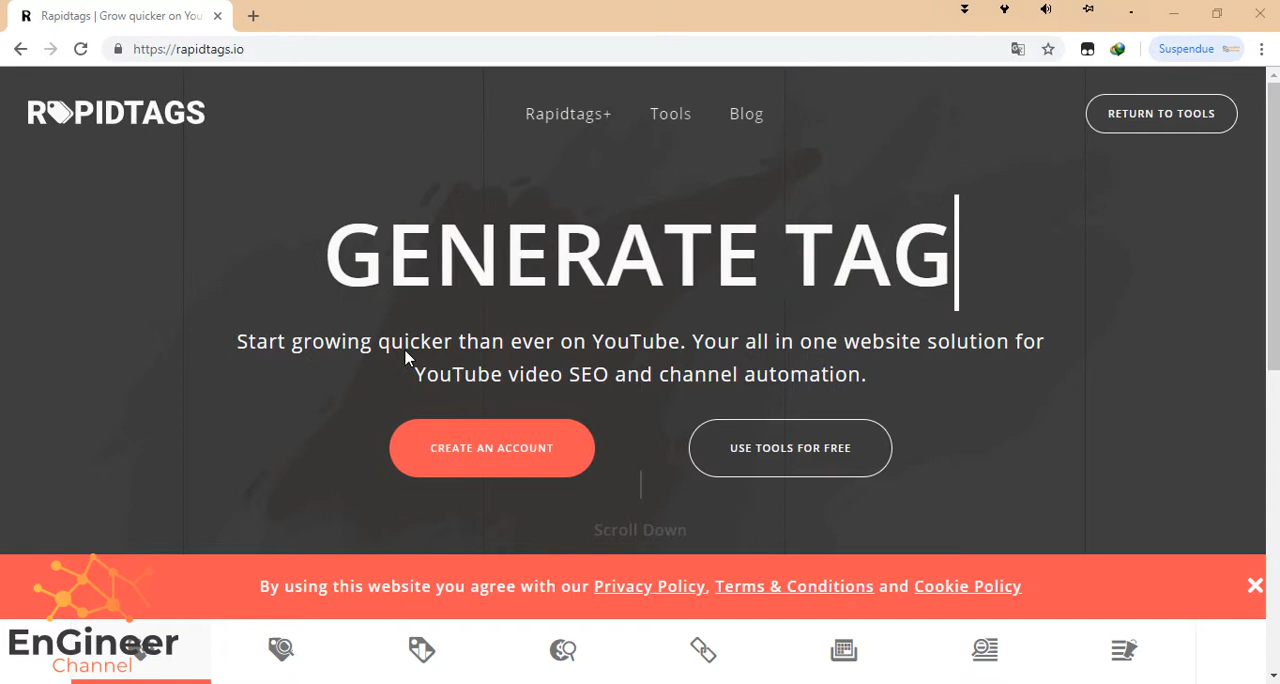 Rapidtags | Grow quicker on You
https://rapidtags.io
Suspendue
RAPIDTAGS
Rapidtags+
Tools
Blog
RETURN TO TOOLS
GENERATE TAG
Start growing quicker than ever on YouTube. Your all in one website solution for
YouTube video SEO and channel automation.
CREATE AN ACCOUNT
USE TOOLS FOR FREE
Scroll Down
By using this website you agree with our Privacy Policy, Terms & Conditions and Cookie Policy
EnGineer
Channel